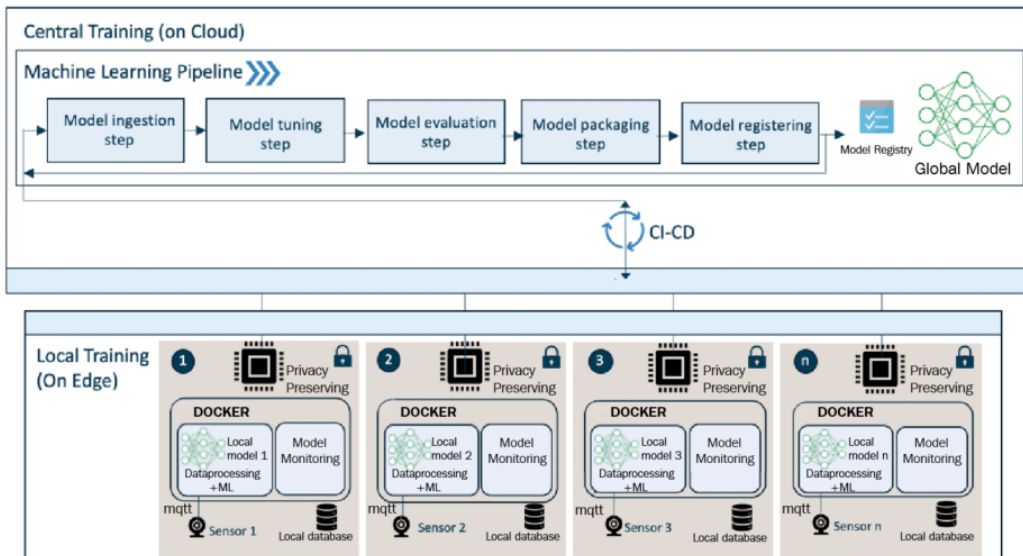 Central Training (on Cloud)
Machine Learning Pipeline
Model ingestion
step
Model tuning
step
Model evaluation
step
Model packaging
step
Model registering
step
Model Registry
Global Model
CI-CD
Local Training
(On Edge)
1
Privacy
Preserving
DOCKER
Local
model 1
Dataprocessing
+ML
Model
Monitoring
mqtt
Sensor 1
Local database
2
Privacy
Preserving
DOCKER
Local
model 2
Dataprocessing
+ML
Model
Monitoring
mqtt
Sensor 2
Local database
3
Privacy
Preserving
DOCKER
Local
model 3
Dataprocessing
+ML
Model
Monitoring
mqtt
Sensor 3
Local database
n
Privacy
Preserving
DOCKER
Local
model n
Dataprocessing
+ML
Model
Monitoring
mqtt
Sensor n
Local database